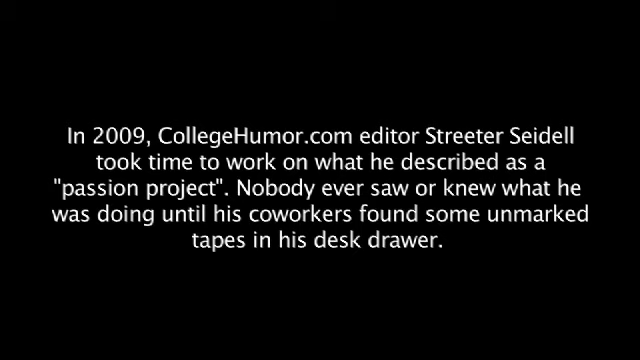 In 2009, CollegeHumor.com editor Streeter Seidell
took time to work on what he described as a
"passion project". Nobody ever saw or knew what he
was doing until his coworkers found some unmarked
tapes in his desk drawer.